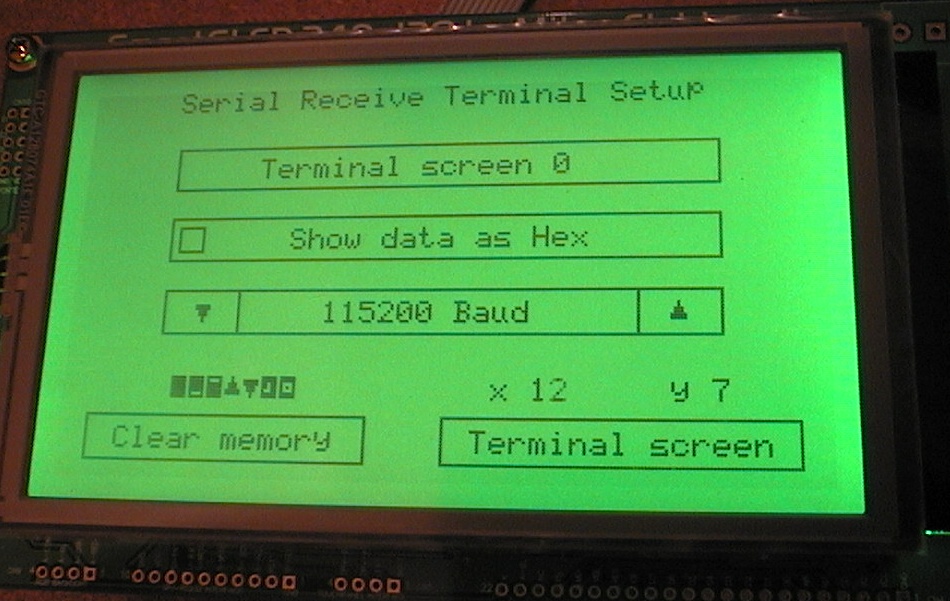 Serial Receive Terminal Setup
Terminal screen 0
Show data as Hex
115200 Baud
x 12 y 7
Clear memory
Terminal screen